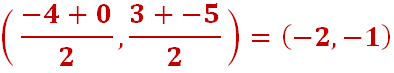 ( (−4 + 0)/2 , (3 + −5)/2 ) = (−2, −1)